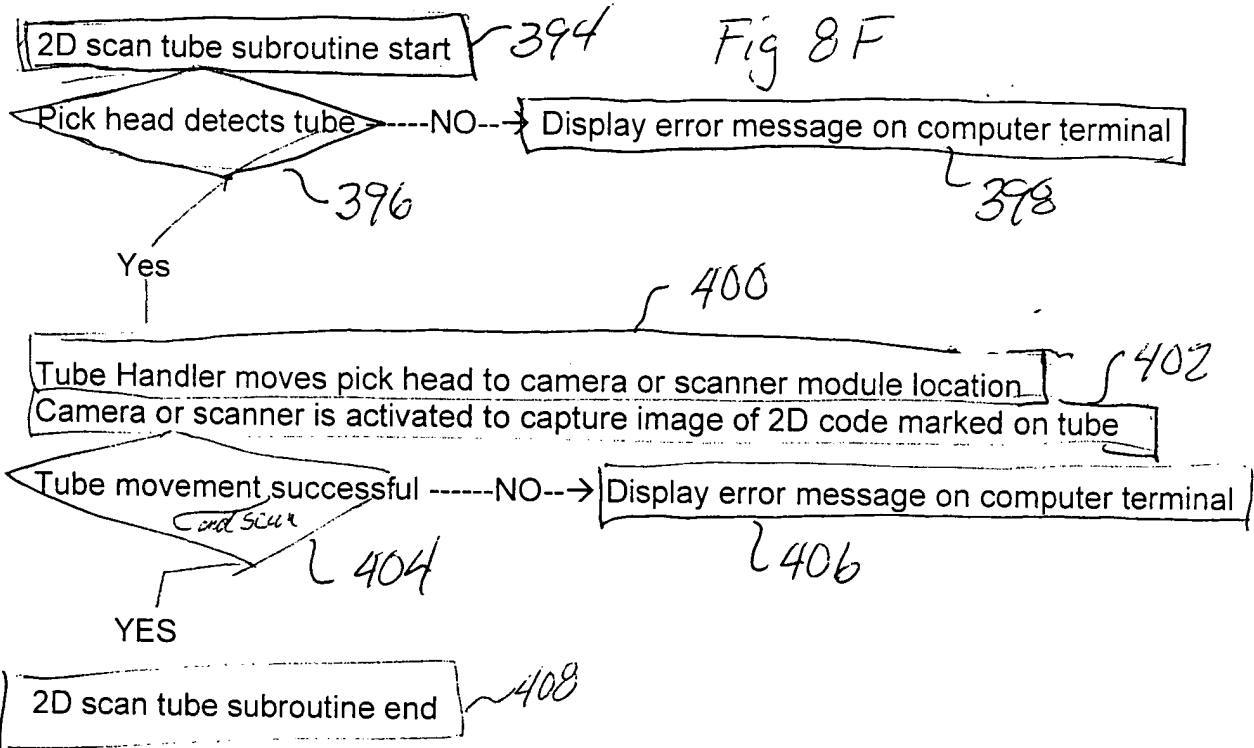 2D scan tube subroutine start 394 Fig 8F
Pick head detects tube ------NO--→ Display error message on computer terminal
396 398
Yes
400
Tube Handler moves pick head to camera or scanner module location 402
Camera or scanner is activated to capture image of 2D code marked on tube
Tube movement successful ------NO--→ Display error message on computer terminal
and scan
404 406
YES
2D scan tube subroutine end 408